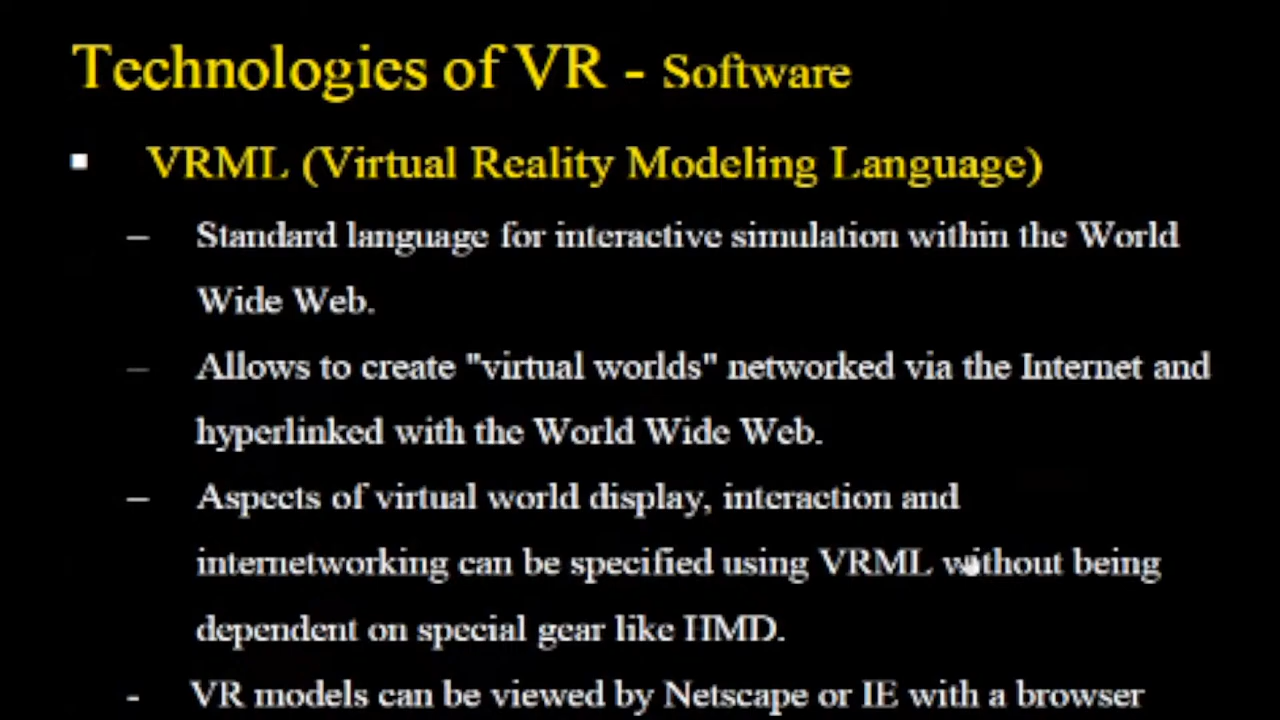 Technologies of VR - Software
▪ VRML (Virtual Reality Modeling Language)
– Standard language for interactive simulation within the World
Wide Web.
– Allows to create "virtual worlds" networked via the Internet and
hyperlinked with the World Wide Web.
– Aspects of virtual world display, interaction and
internetworking can be specified using VRML without being
dependent on special gear like HMD.
- VR models can be viewed by Netscape or IE with a browser